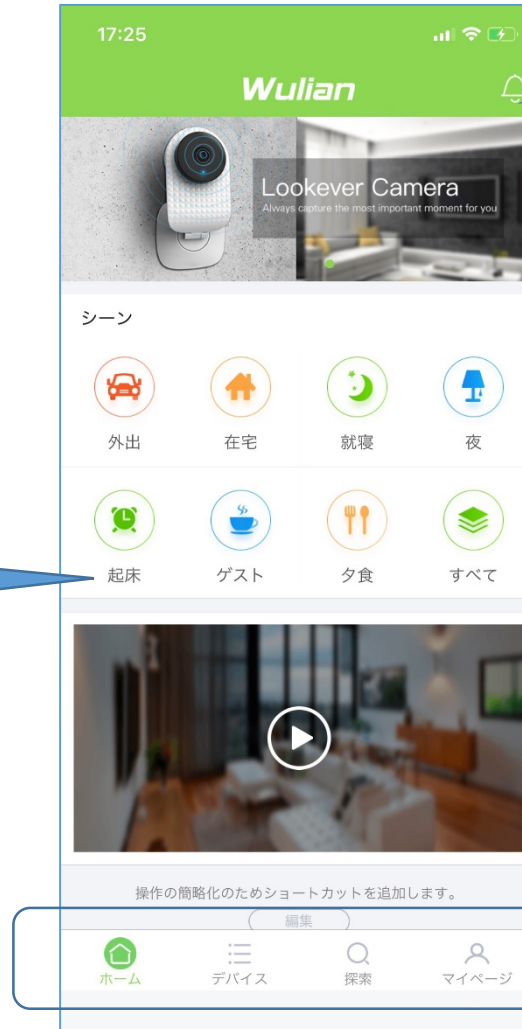 17:25
Wulian
Lookever Camera
Always capture the most important moment for you
シーン
外出 在宅 就寝 夜
起床 ゲスト 夕食 すべて
操作の簡略化のためショートカットを追加します。
編集
ホーム デバイス 探索 マイページ